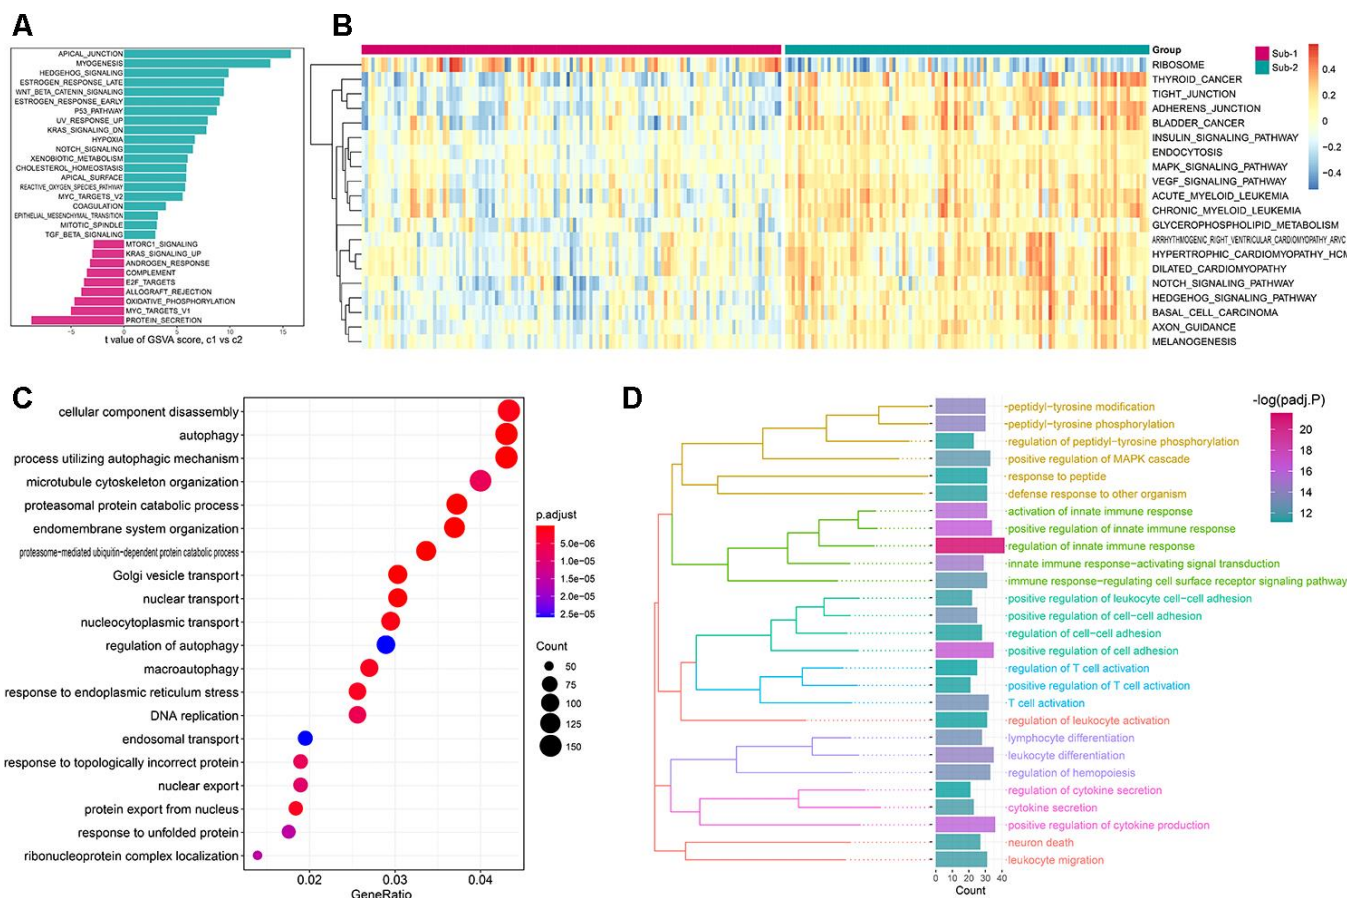 A
APICAL_JUNCTION
MYOGENESIS
HEDGEHOG_SIGNALING
ESTROGEN_RESPONSE_LATE
WNT_BETA_CATENIN_SIGNALING
ESTROGEN_RESPONSE_EARLY
P53_PATHWAY
UV_RESPONSE_UP
KRAS_SIGNALING_DN
HYPOXIA
NOTCH_SIGNALING
XENOBIOTIC_METABOLISM
CHOLESTEROL_HOMEOSTASIS
APICAL_SURFACE
REACTIVE_OXYGEN_SPECIES_PATHWAY
MYC_TARGETS_V2
COAGULATION
EPITHELIAL_MESENCHYMAL_TRANSITION
MITOTIC_SPINDLE
TGF_BETA_SIGNALING
MTORC1_SIGNALING
KRAS_SIGNALING_UP
ANDROGEN_RESPONSE
COMPLEMENT
E2F_TARGETS
ALLOGRAFT_REJECTION
OXIDATIVE_PHOSPHORYLATION
MYC_TARGETS_V1
PROTEIN_SECRETION
-5 0 5 10 15
t value of GSVA score, c1 vs c2
B
Group
RIBOSOME
THYROID_CANCER
TIGHT_JUNCTION
ADHERENS_JUNCTION
BLADDER_CANCER
INSULIN_SIGNALING_PATHWAY
ENDOCYTOSIS
MAPK_SIGNALING_PATHWAY
VEGF_SIGNALING_PATHWAY
ACUTE_MYELOID_LEUKEMIA
CHRONIC_MYELOID_LEUKEMIA
GLYCEROPHOSPHOLIPID_METABOLISM
ARRHYTHMOGENIC_RIGHT_VENTRICULAR_CARDIOMYOPATHY_ARVC
HYPERTROPHIC_CARDIOMYOPATHY_HCM
DILATED_CARDIOMYOPATHY
NOTCH_SIGNALING_PATHWAY
HEDGEHOG_SIGNALING_PATHWAY
BASAL_CELL_CARCINOMA
AXON_GUIDANCE
MELANOGENESIS
Sub-1
Sub-2
0.4
0.2
0
−0.2
−0.4
C
cellular component disassembly
autophagy
process utilizing autophagic mechanism
microtubule cytoskeleton organization
proteasomal protein catabolic process
endomembrane system organization
proteasome−mediated ubiquitin−dependent protein catabolic process
Golgi vesicle transport
nuclear transport
nucleocytoplasmic transport
regulation of autophagy
macroautophagy
response to endoplasmic reticulum stress
DNA replication
endosomal transport
response to topologically incorrect protein
nuclear export
protein export from nucleus
response to unfolded protein
ribonucleoprotein complex localization
0.02 0.03 0.04
GeneRatio
p.adjust
5.0e−06
1.0e−05
1.5e−05
2.0e−05
2.5e−05
Count
50
75
100
125
150
D
peptidyl−tyrosine modification
peptidyl−tyrosine phosphorylation
regulation of peptidyl−tyrosine phosphorylation
positive regulation of MAPK cascade
response to peptide
defense response to other organism
activation of innate immune response
positive regulation of innate immune response
regulation of innate immune response
innate immune response−activating signal transduction
immune response−regulating cell surface receptor signaling pathway
positive regulation of leukocyte cell−cell adhesion
positive regulation of cell−cell adhesion
regulation of cell−cell adhesion
positive regulation of cell adhesion
regulation of T cell activation
positive regulation of T cell activation
T cell activation
regulation of leukocyte activation
lymphocyte differentiation
leukocyte differentiation
regulation of hemopoiesis
regulation of cytokine secretion
cytokine secretion
positive regulation of cytokine production
neuron death
leukocyte migration
0 10 20 30 40
Count
-log(padj.P)
20
18
16
14
12